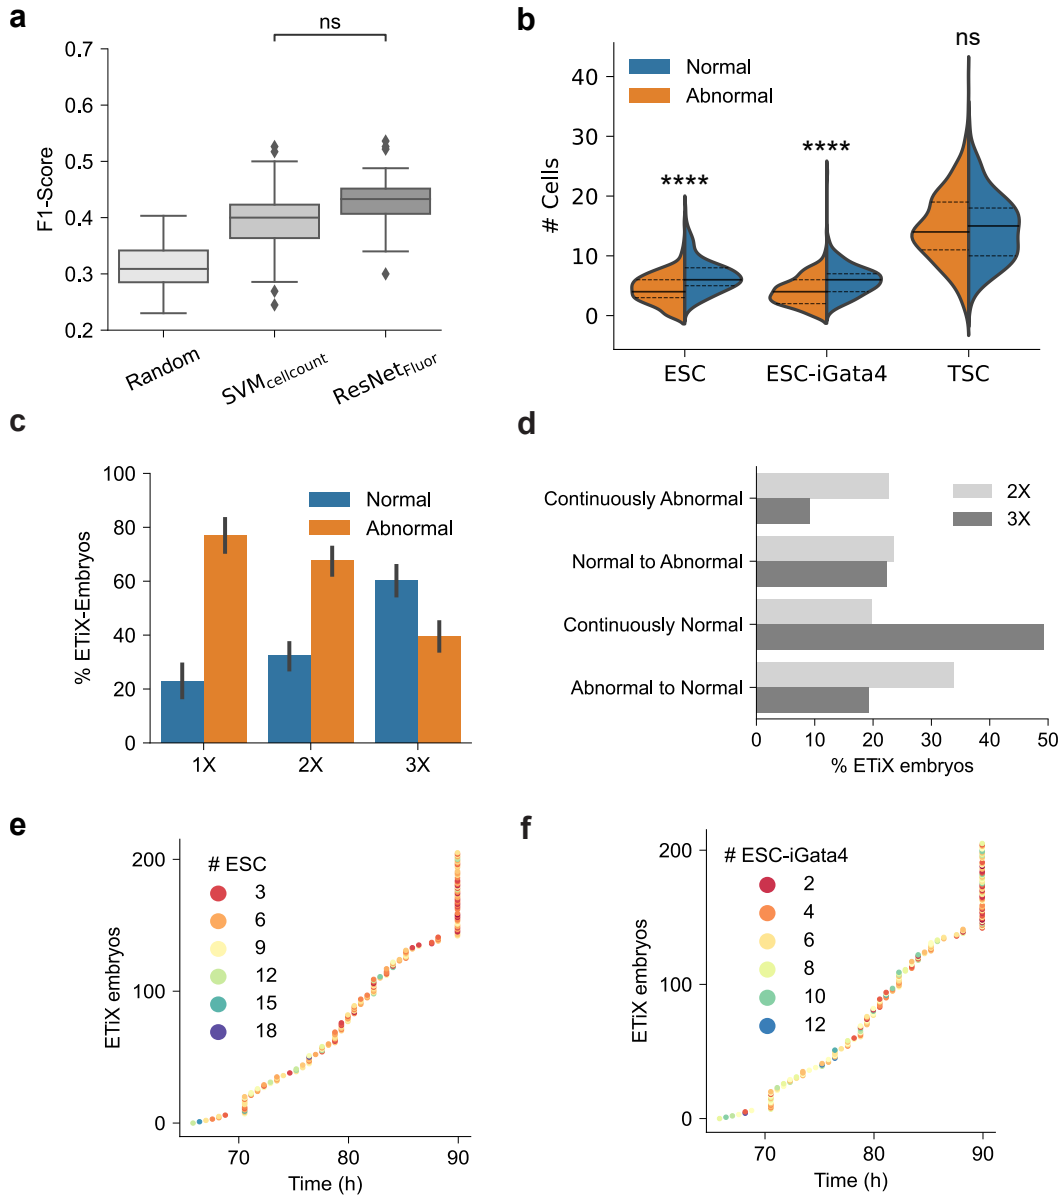 a
ns
0.7
0.6
0.5
0.4
0.3
0.2
F1-Score
Random
SVMcellcount
ResNetFluor
b
ns
Normal
Abnormal
****
****
40
30
20
10
0
# Cells
ESC
ESC-iGata4
TSC
c
100
80
60
40
20
0
% ETiX-Embryos
Normal
Abnormal
1X
2X
3X
d
Continuously Abnormal
Normal to Abnormal
Continuously Normal
Abnormal to Normal
2X
3X
0
10
20
30
40
50
% ETiX embryos
e
200
100
0
ETiX embryos
# ESC
3
6
9
12
15
18
70
80
90
Time (h)
f
200
100
0
ETiX embryos
# ESC-iGata4
2
4
6
8
10
12
70
80
90
Time (h)